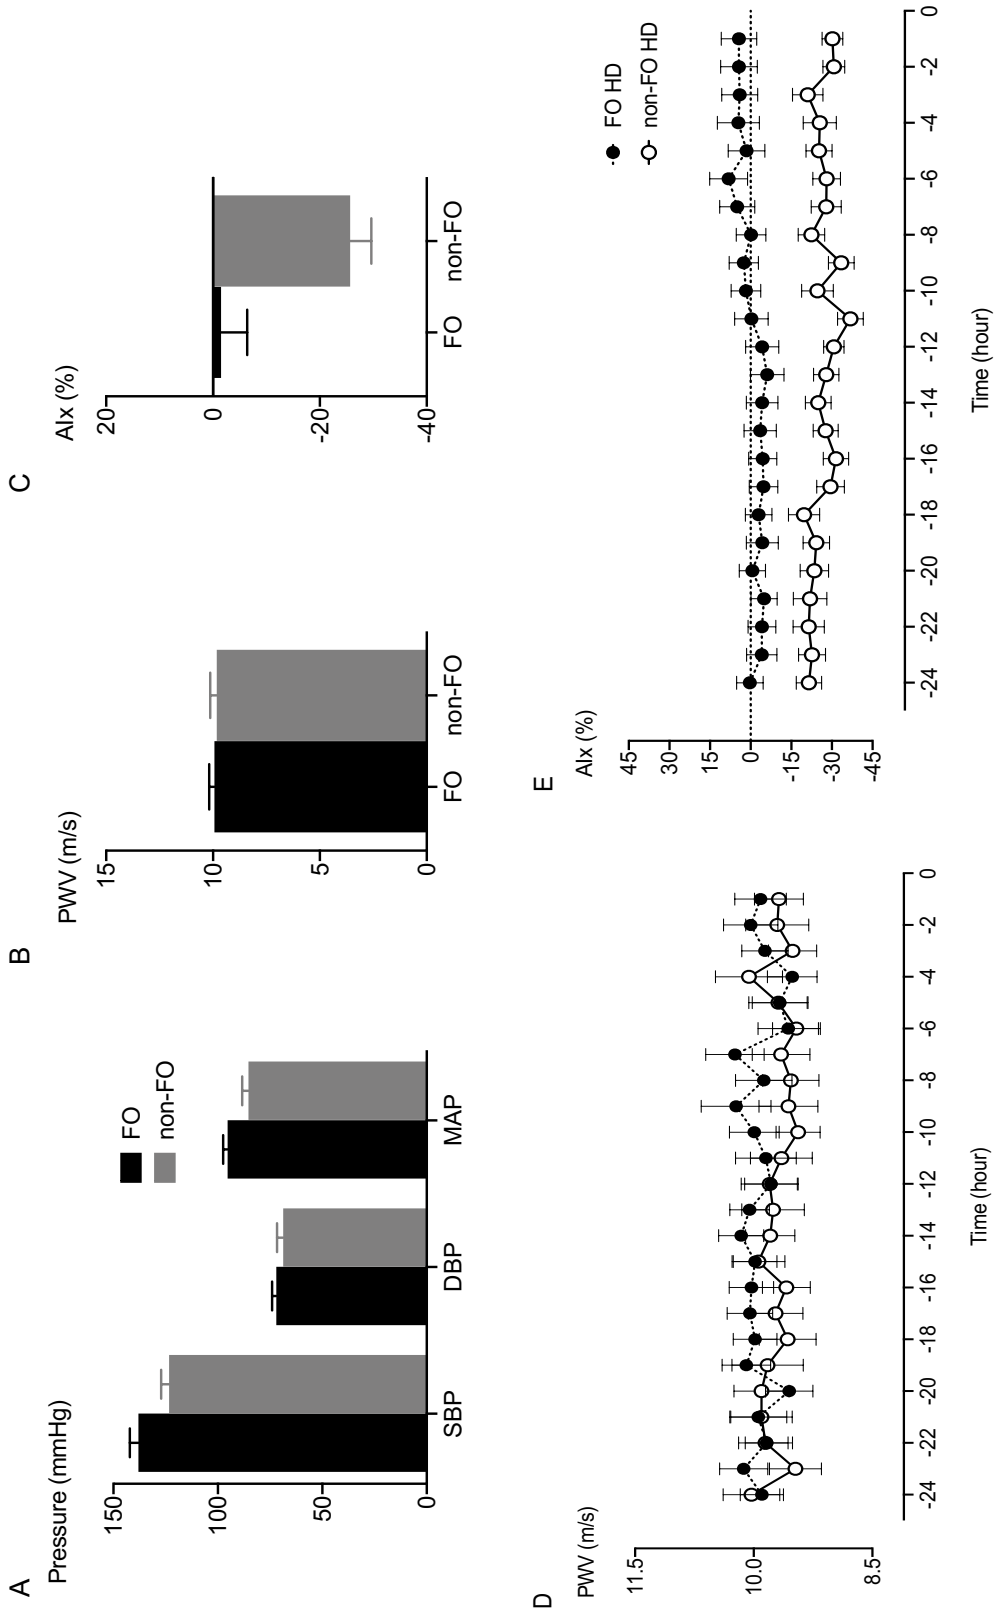 A
Pressure (mmHg)
150
100
50
0
SBP
DBP
MAP
FO
non-FO
B
PWV (m/s)
15
10
5
0
FO
non-FO
C
AIx (%)
20
0
-20
-40
FO
non-FO
D
PWV (m/s)
11.5
10.0
8.5
-24
-22
-20
-18
-16
-14
-12
-10
-8
-6
-4
-2
0
Time (hour)
E
AIx (%)
45
30
15
0
-15
-30
-45
FO HD
non-FO HD
-24
-22
-20
-18
-16
-14
-12
-10
-8
-6
-4
-2
0
Time (hour)